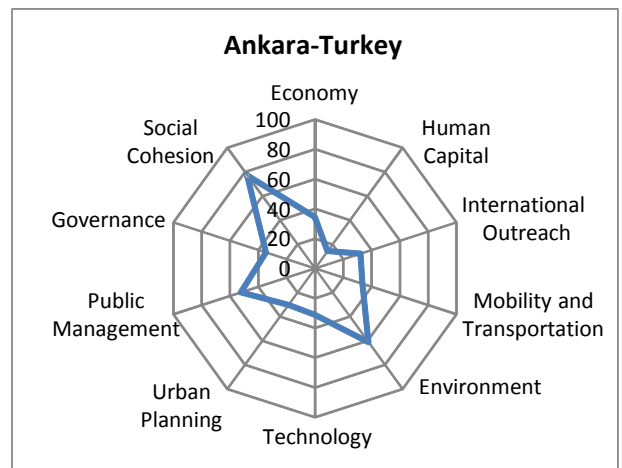 Ankara-Turkey
Economy
Human
Capital
International
Outreach
Mobility and
Transportation
Environment
Technology
Urban
Planning
Public
Management
Governance
Social
Cohesion
100
80
60
40
20
0